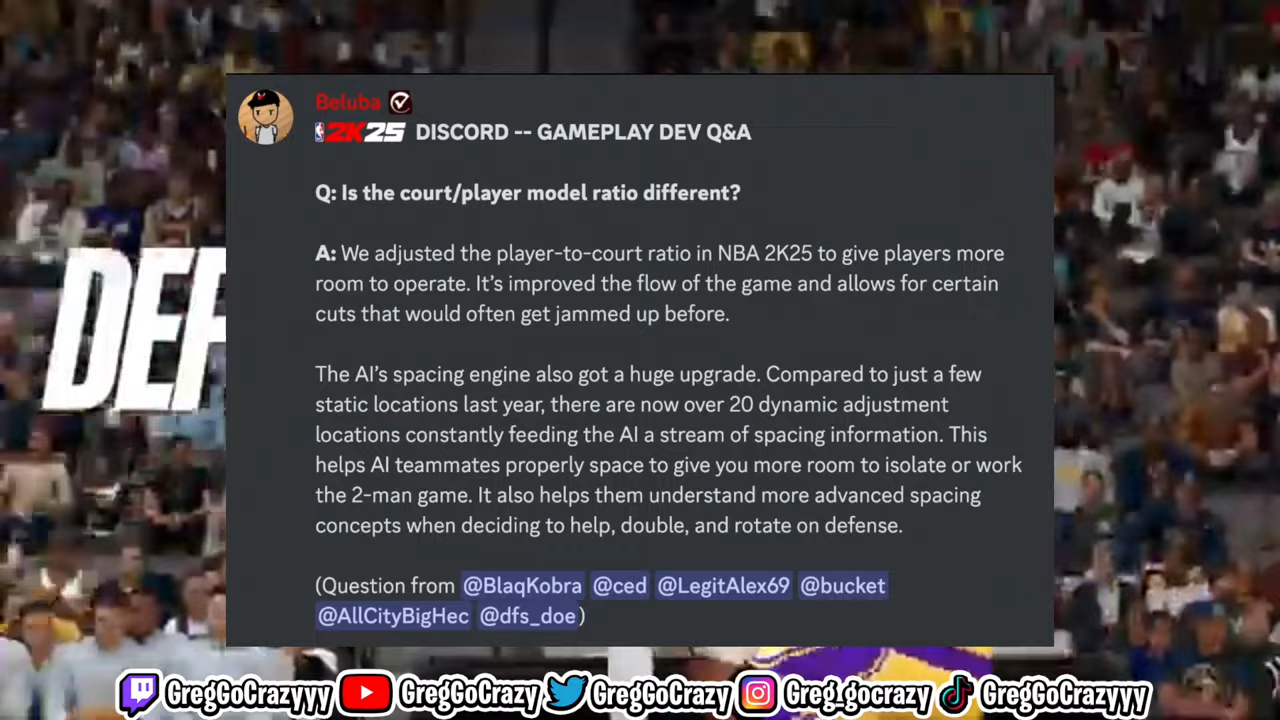 Beluba
2K25 DISCORD -- GAMEPLAY DEV Q&A
Q: Is the court/player model ratio different?
A: We adjusted the player-to-court ratio in NBA 2K25 to give players more
room to operate. It’s improved the flow of the game and allows for certain
cuts that would often get jammed up before.
The AI’s spacing engine also got a huge upgrade. Compared to just a few
static locations last year, there are now over 20 dynamic adjustment
locations constantly feeding the AI a stream of spacing information. This
helps AI teammates properly space to give you more room to isolate or work
the 2-man game. It also helps them understand more advanced spacing
concepts when deciding to help, double, and rotate on defense.
(Question from @BlaqKobra @ced @LegitAlex69 @bucket
@AllCityBigHec @dfs_doe)
DEF
GregGoCrazyyy GregGoCrazy GregGoCrazy Greg_gocrazy GregGoCrazyyy